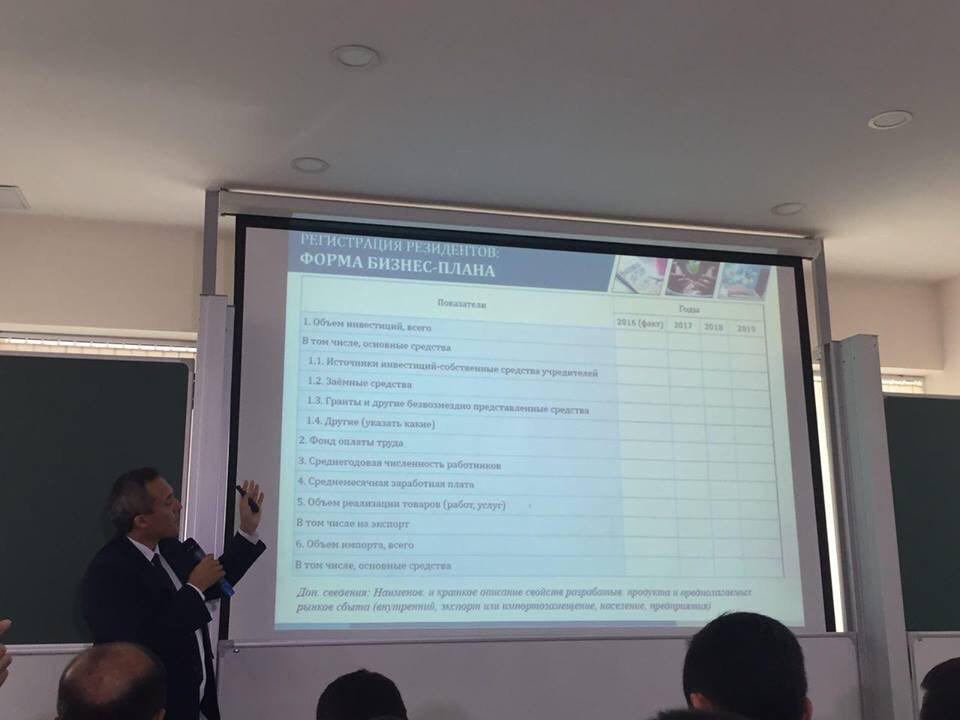 РЕГИСТРАЦИЯ РЕЗИДЕНТОВ:
ФОРМА БИЗНЕС-ПЛАНА
Показатели
Годы
2016 (факт) 2017 2018 2019
1. Объем инвестиций, всего
В том числе, основные средства
1.1. Источники инвестиций-собственные средства учредителей
1.2. Заёмные средства
1.3. Гранты и другие безвозмездно представленные средства
1.4. Другие (указать какие)
2. Фонд оплаты труда
3. Среднегодовая численность работников
4. Среднемесячная заработная плата
5. Объем реализации товаров (работ, услуг)
В том числе на экспорт
6. Объем импорта, всего
В том числе, основные средства
Доп. сведения: Наименов. и краткое описание свойств разрабатыв. продукта и предполагаемых
рынков сбыта (внутренний, экспорт или импортозамещение, население, предприятия)